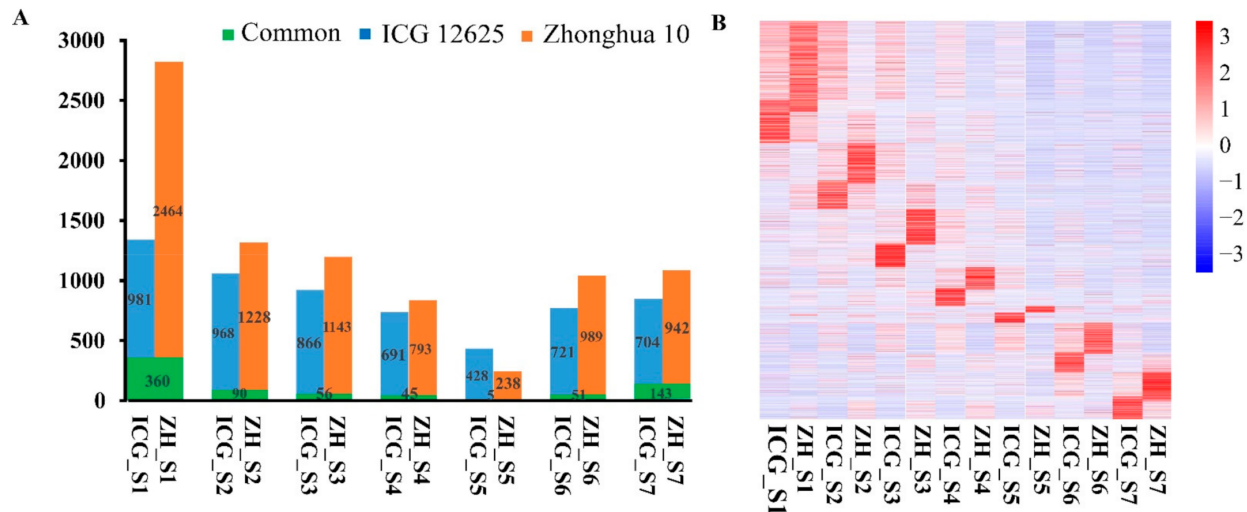 A
Common ICG 12625 Zhonghua 10
3000
2500
2000
1500
1000
500
0
981
2464
360
968
1228
90
866
1143
56
691
793
45
428
238
5
721
989
51
704
942
143
ICG_S1
ZH_S1
ICG_S2
ZH_S2
ICG_S3
ZH_S3
ICG_S4
ZH_S4
ICG_S5
ZH_S5
ICG_S6
ZH_S6
ICG_S7
ZH_S7
B
3
2
1
0
−1
−2
−3
ICG_S1
ZH_S1
ICG_S2
ZH_S2
ICG_S3
ZH_S3
ICG_S4
ZH_S4
ICG_S5
ZH_S5
ICG_S6
ZH_S6
ICG_S7
ZH_S7